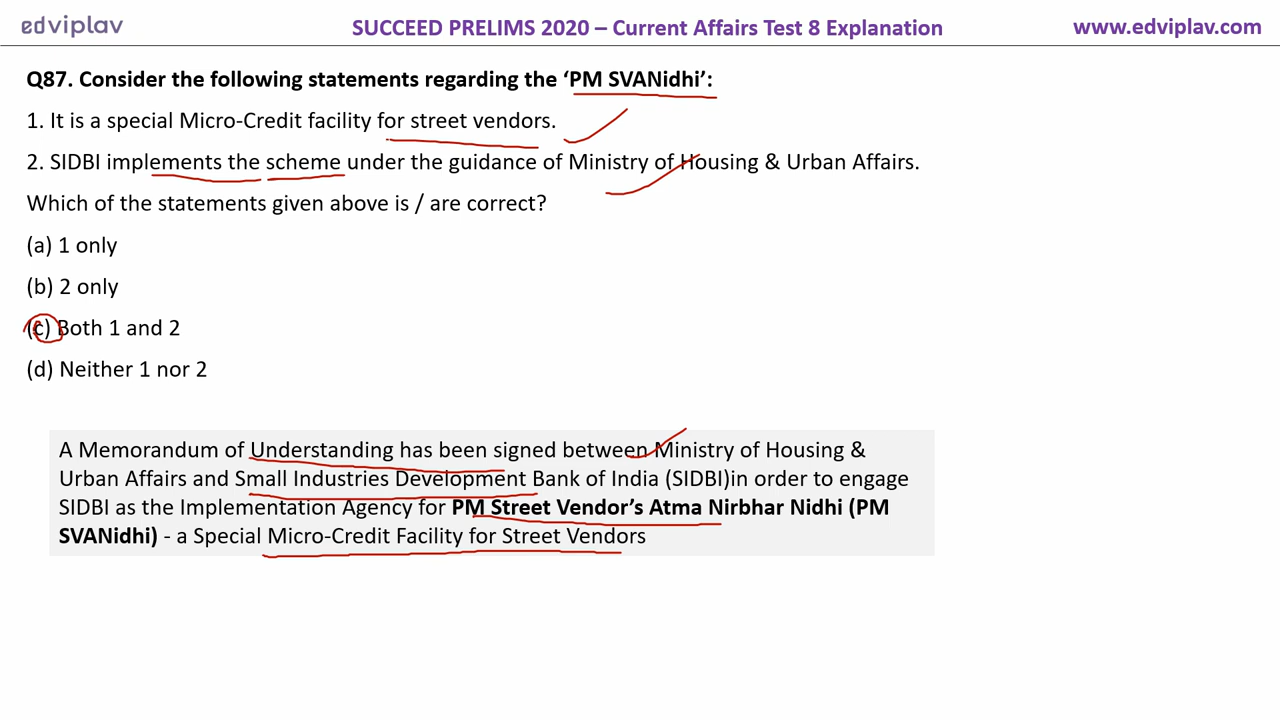 edviplav
SUCCEED PRELIMS 2020 – Current Affairs Test 8 Explanation
www.edviplav.com
Q87. Consider the following statements regarding the ‘PM SVANidhi’:
1. It is a special Micro-Credit facility for street vendors.
2. SIDBI implements the scheme under the guidance of Ministry of Housing & Urban Affairs.
Which of the statements given above is / are correct?
(a) 1 only
(b) 2 only
(c) Both 1 and 2
(d) Neither 1 nor 2
A Memorandum of Understanding has been signed between Ministry of Housing &
Urban Affairs and Small Industries Development Bank of India (SIDBI)in order to engage
SIDBI as the Implementation Agency for PM Street Vendor’s Atma Nirbhar Nidhi (PM
SVANidhi) - a Special Micro-Credit Facility for Street Vendors